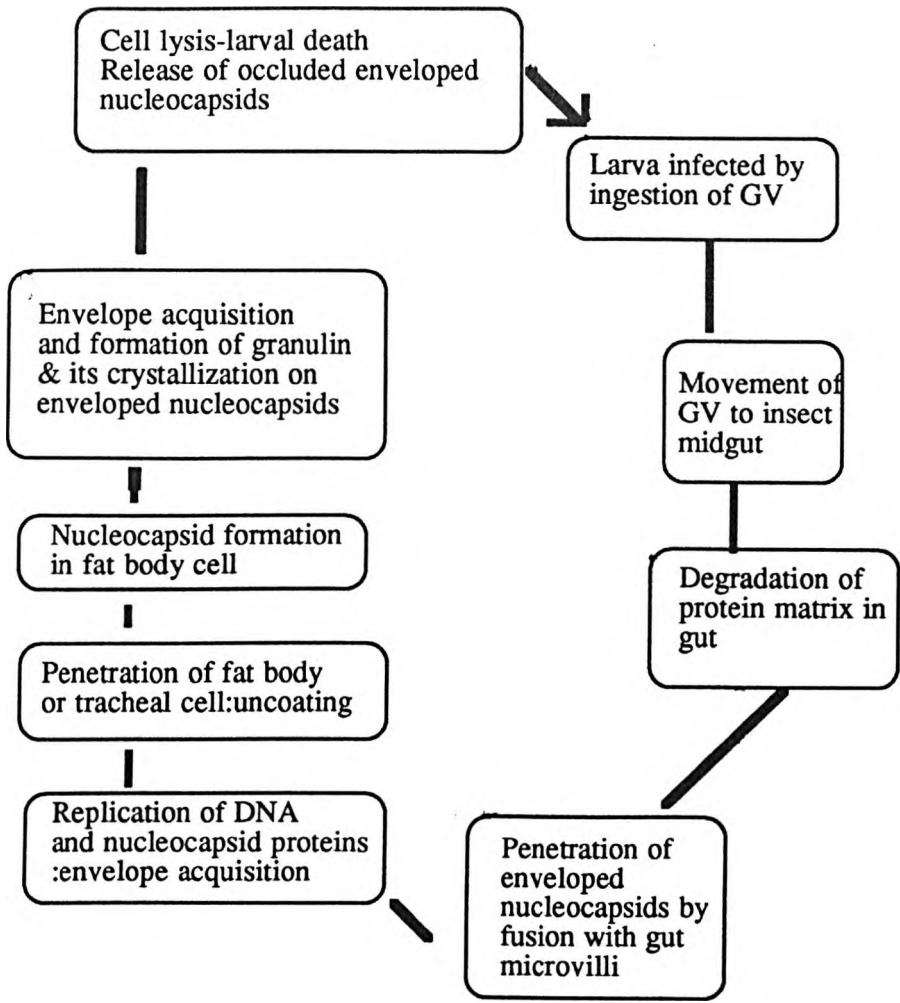 Cell lysis-larval death
Release of occluded enveloped
nucleocapsids
Larva infected by
ingestion of GV
Envelope acquisition
and formation of granulin
& its crystallization on
enveloped nucleocapsids
Movement of
GV to insect
midgut
Nucleocapsid formation
in fat body cell
Degradation of
protein matrix in
gut
Penetration of fat body
or tracheal cell:uncoating
Replication of DNA
and nucleocapsid proteins
:envelope acquisition
Penetration of
enveloped
nucleocapsids by
fusion with gut
microvilli